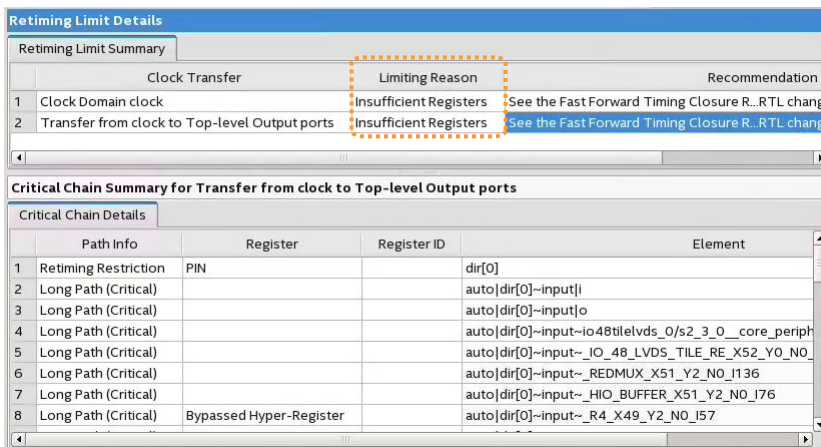 Retiming Limit Details
Retiming Limit Summary
Clock Transfer Limiting Reason Recommendation
1 Clock Domain clock Insufficient Registers See the Fast Forward Timing Closure R...RTL chang
2 Transfer from clock to Top-level Output ports Insufficient Registers See the Fast Forward Timing Closure R...RTL chang
Critical Chain Summary for Transfer from clock to Top-level Output ports
Critical Chain Details
Path Info Register Register ID Element
1 Retiming Restriction PIN dir[0]
2 Long Path (Critical) auto|dir[0]~input|i
3 Long Path (Critical) auto|dir[0]~input|o
4 Long Path (Critical) auto|dir[0]~input~io48tilelvds_0/s2_3_0__core_periph
5 Long Path (Critical) auto|dir[0]~input~_IO_48_LVDS_TILE_RE_X52_Y0_N0_
6 Long Path (Critical) auto|dir[0]~input~_REDMUX_X51_Y2_N0_I136
7 Long Path (Critical) auto|dir[0]~input~_HIO_BUFFER_X51_Y2_N0_I76
8 Long Path (Critical) Bypassed Hyper-Register auto|dir[0]~input~_R4_X49_Y2_N0_I57